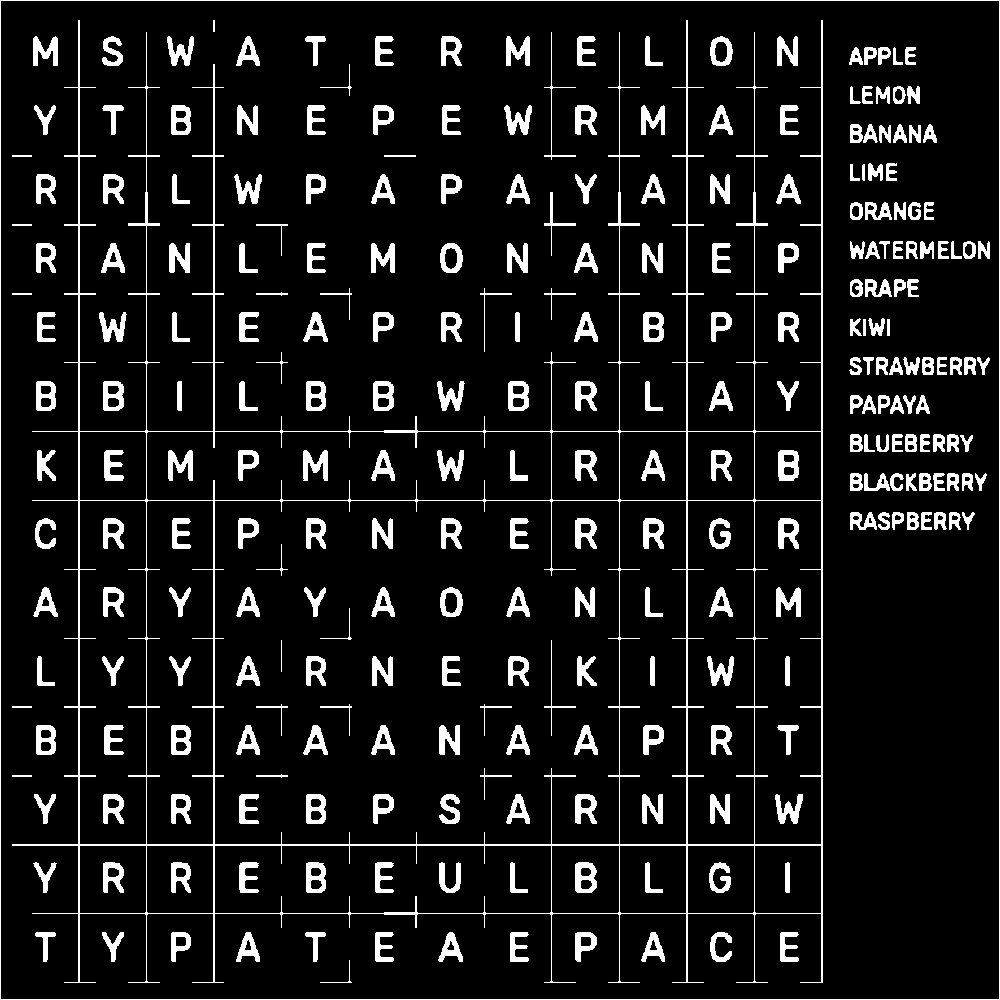 M S W A T E R M E L O N
Y T B N E P E W R M A E
R R L W P A P A Y A N A
R A N L E M O N A N E P
E W L E A P R I A B P R
B B I L B B W B R L A Y
K E M P M A W L R A R B
C R E P R N R E R R G R
A R Y A Y A O A N L A M
L Y Y A R N E R K I W I
B E B A A A N A A P R T
Y R R E B P S A R N N W
Y R R E B E U L B L G I
T Y P A T E A E P A C E
APPLE
LEMON
BANANA
LIME
ORANGE
WATERMELON
GRAPE
KIWI
STRAWBERRY
PAPAYA
BLUEBERRY
BLACKBERRY
RASPBERRY